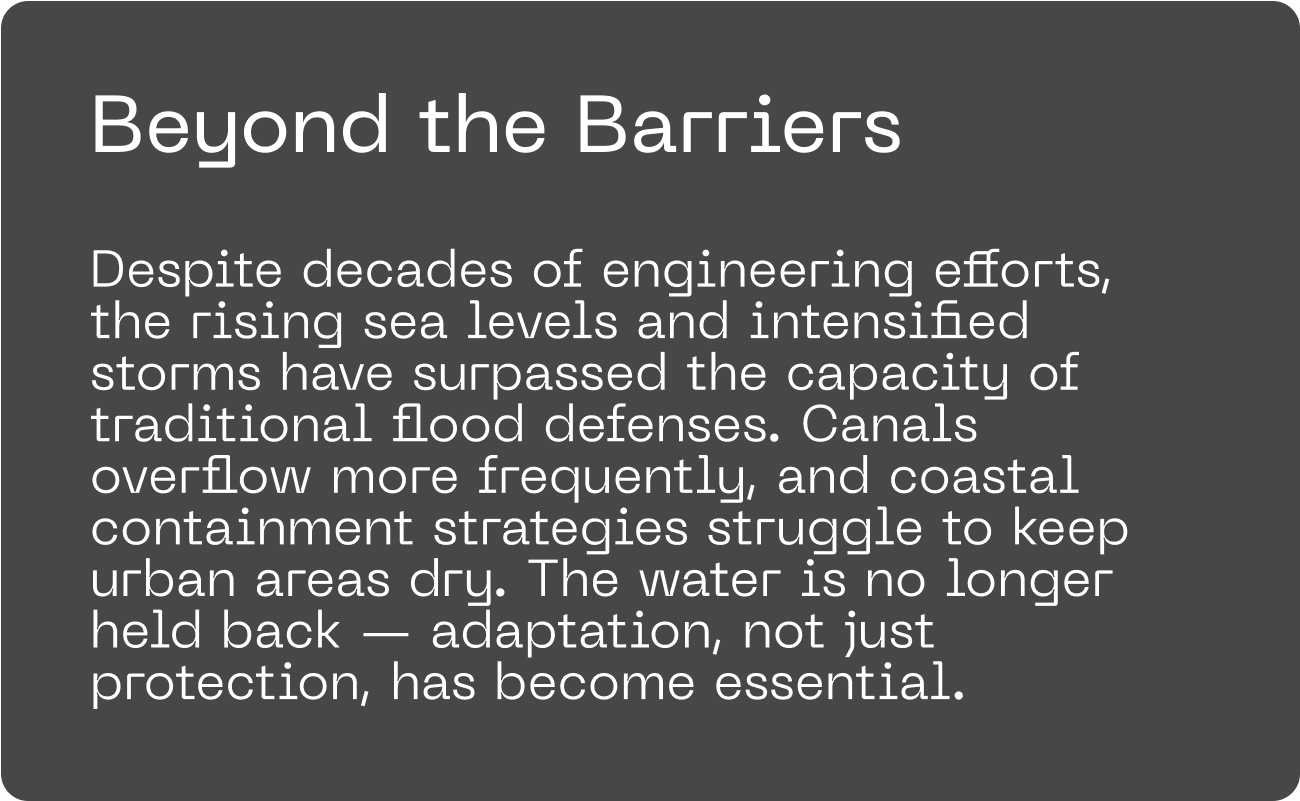 Beyond the Barriers
Despite decades of engineering efforts,
the rising sea levels and intensified
storms have surpassed the capacity of
traditional flood defenses. Canals
overflow more frequently, and coastal
containment strategies struggle to keep
urban areas dry. The water is no longer
held back — adaptation, not just
protection, has become essential.